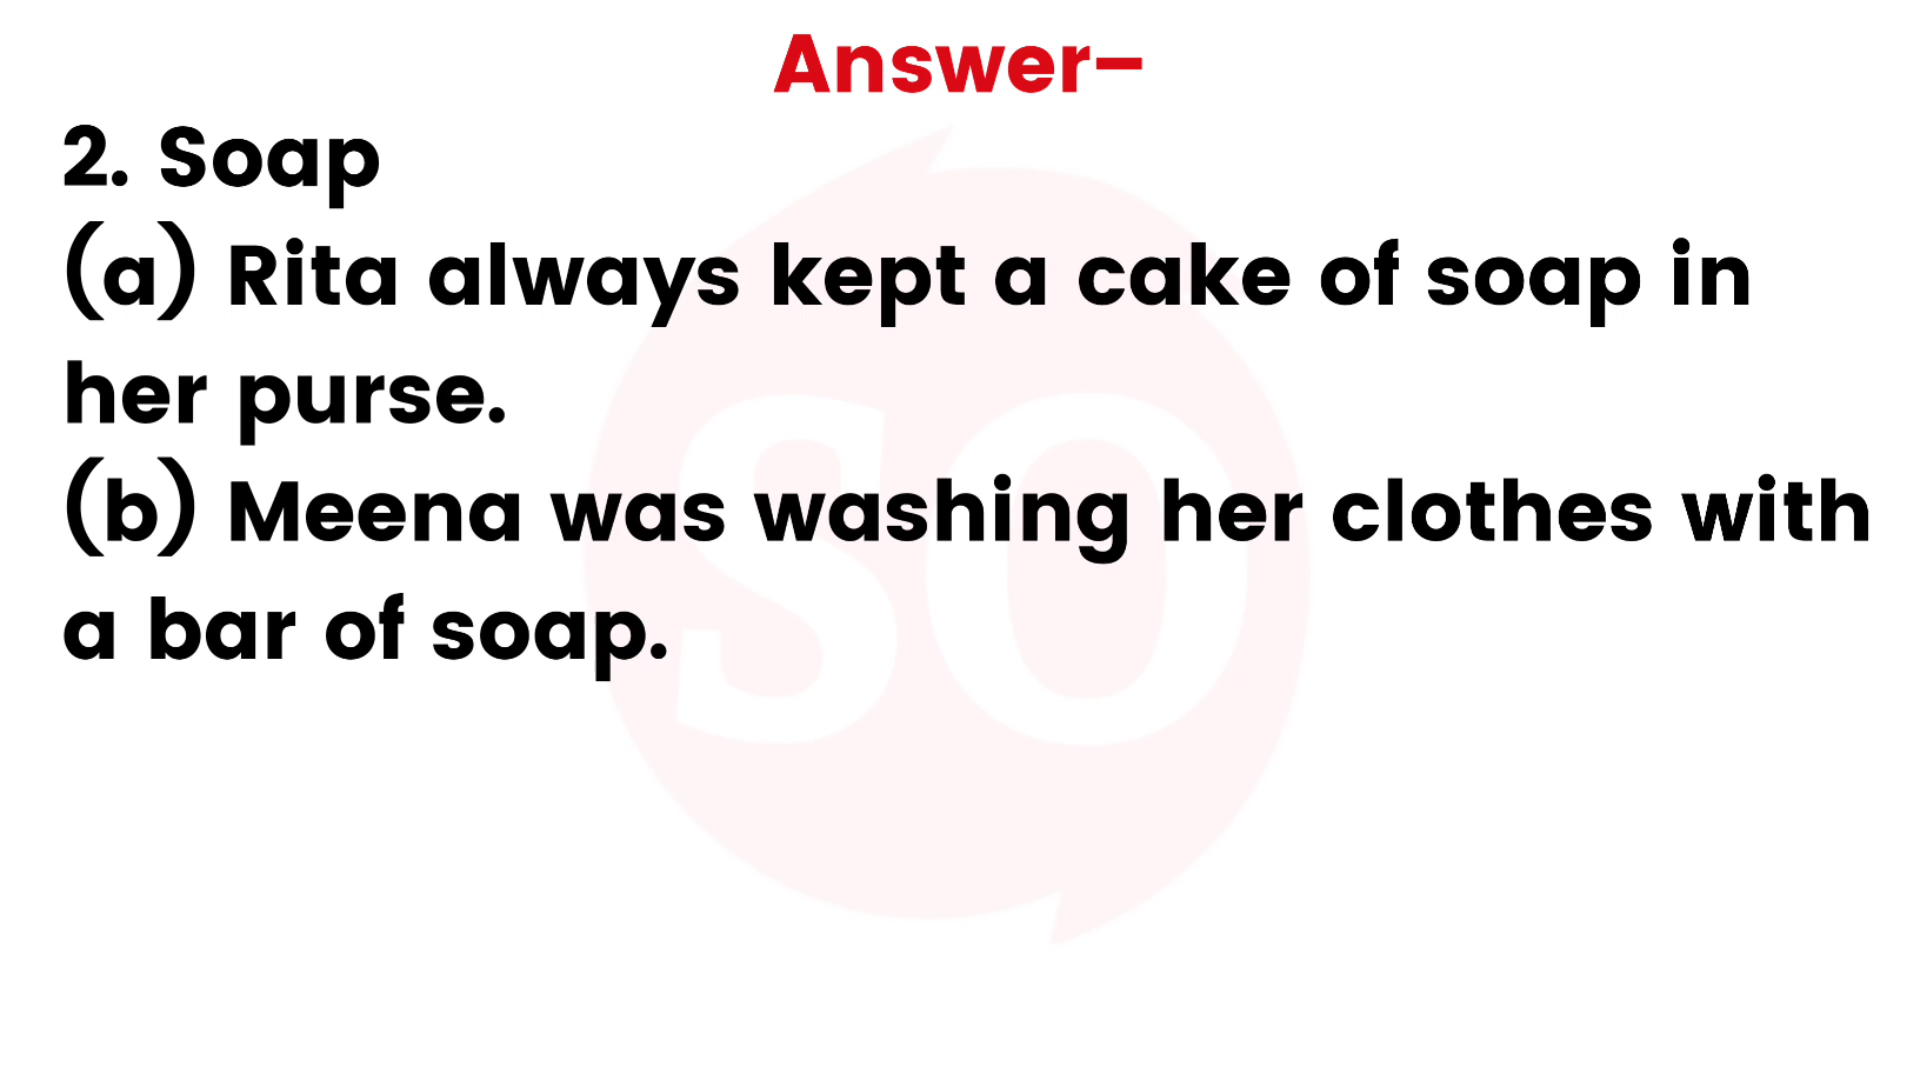 Answer–
2. Soap
(a) Rita always kept a cake of soap in
her purse.
(b) Meena was washing her clothes with
a bar of soap.
SO